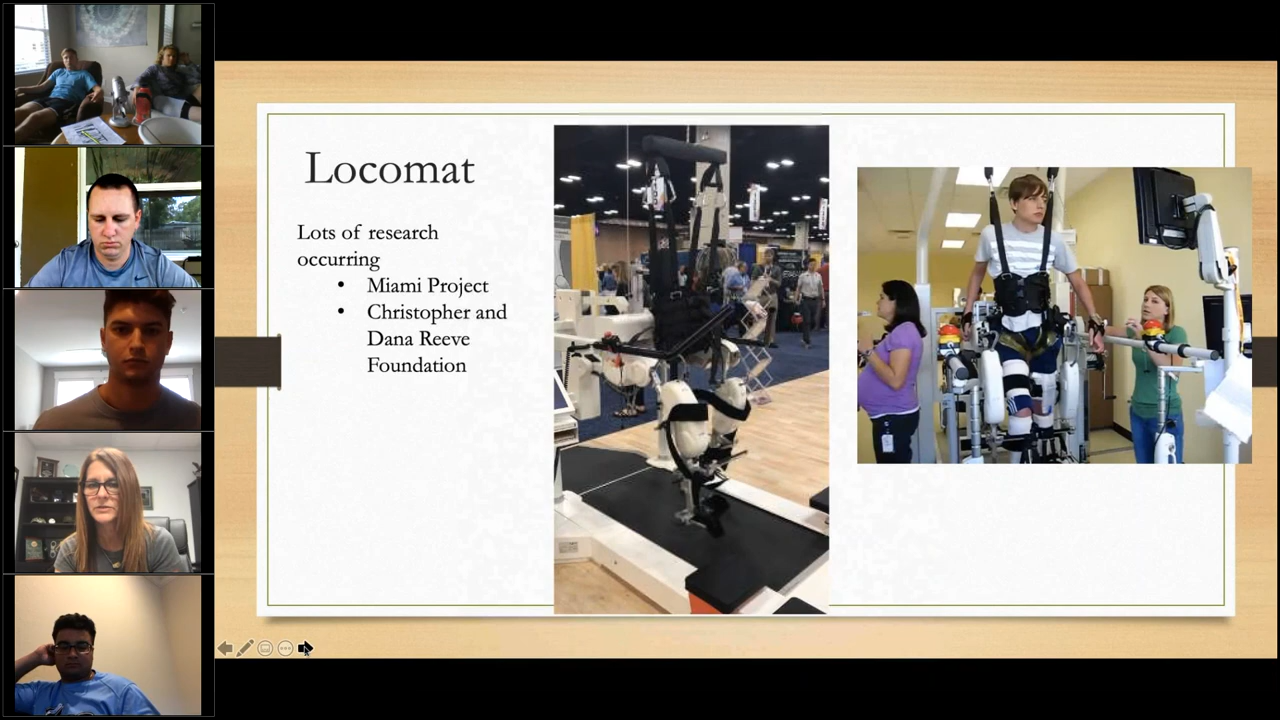 Locomat
Lots of research
occurring
• Miami Project
• Christopher and
Dana Reeve
Foundation